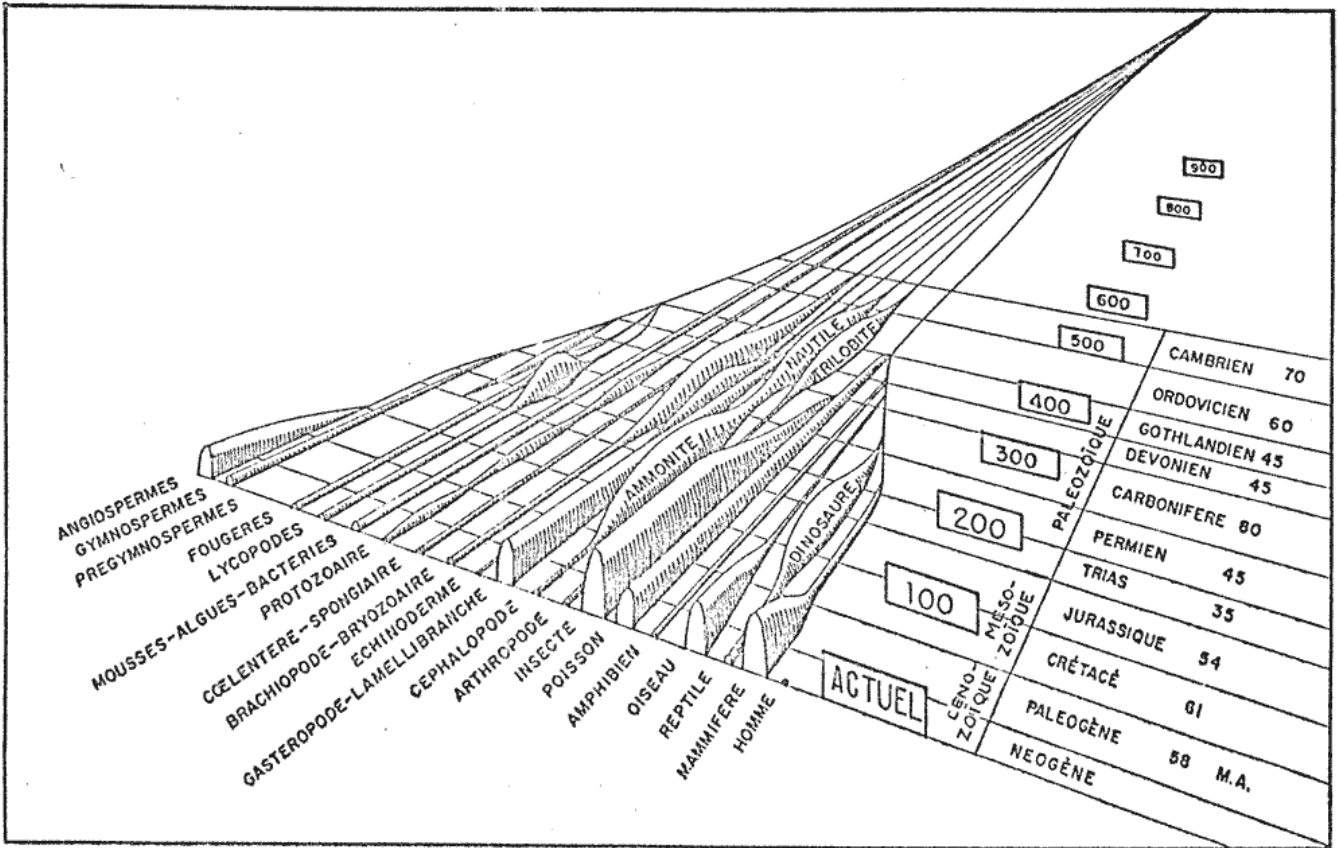 900
800
700
600
500
400
300
200
100
ACTUEL
CAMBRIEN 70
ORDOVICIEN 60
GOTHLANDIEN 45
DEVONIEN 45
CARBONIFERE 80
PERMIEN 45
TRIAS 35
JURASSIQUE 54
CRÉTACÉ 61
PALEOGÈNE 58 M.A.
NEOGÈNE
PALEOZOÏQUE
MESO-
ZOÏQUE
CÉNO-
ZOÏQUE
NAUTILE
TRILOBITE
AMMONITE
DINOSAURE
ANGIOSPERMES
GYMNOSPERMES
PREGYMNOSPERMES
FOUGERES
LYCOPODES
MOUSSES-ALGUES-BACTERIES
PROTOZOAIRE
CŒLENTERE-SPONGIAIRE
BRACHIOPODE-BRYOZOAIRE
ECHINODERME
GASTEROPODE-LAMELLIBRANCHE
CEPHALOPODE
ARTHROPODE
INSECTE
POISSON
AMPHIBIEN
OISEAU
REPTILE
MAMMIFERE
HOMME